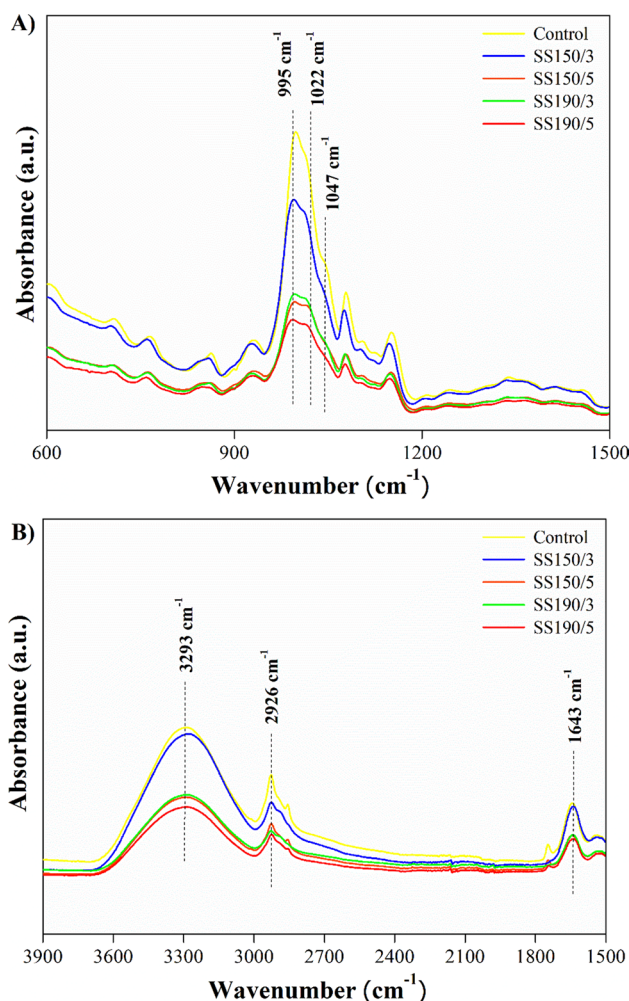 A)
Control
SS150/3
SS150/5
SS190/3
SS190/5
995 cm⁻¹
1022 cm⁻¹
1047 cm⁻¹
Absorbance (a.u.)
600 900 1200 1500
Wavenumber (cm⁻¹)
B)
Control
SS150/3
SS150/5
SS190/3
SS190/5
3293 cm⁻¹
2926 cm⁻¹
1643 cm⁻¹
Absorbance (a.u.)
3900 3600 3300 3000 2700 2400 2100 1800 1500
Wavenumber (cm⁻¹)